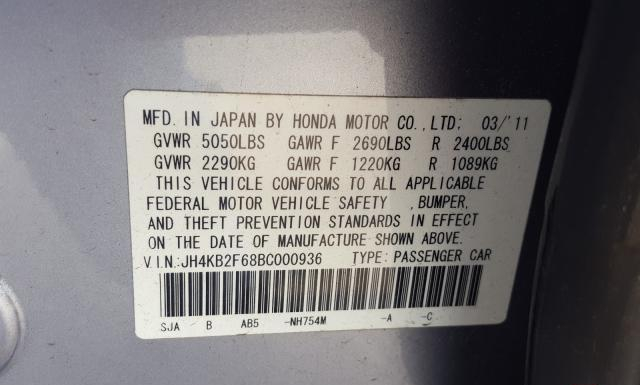 MFD. IN JAPAN BY HONDA MOTOR CO.,LTD; 03/'11
GVWR 5050LBS GAWR F 2690LBS R 2400LBS
GVWR 2290KG GAWR F 1220KG R 1089KG
THIS VEHICLE CONFORMS TO ALL APPLICABLE
FEDERAL MOTOR VEHICLE SAFETY ,BUMPER,
AND THEFT PREVENTION STANDARDS IN EFFECT
ON THE DATE OF MANUFACTURE SHOWN ABOVE.
V.I.N:JH4KB2F68BC000936 TYPE: PASSENGER CAR
SJA B AB5 -NH754M -A -C